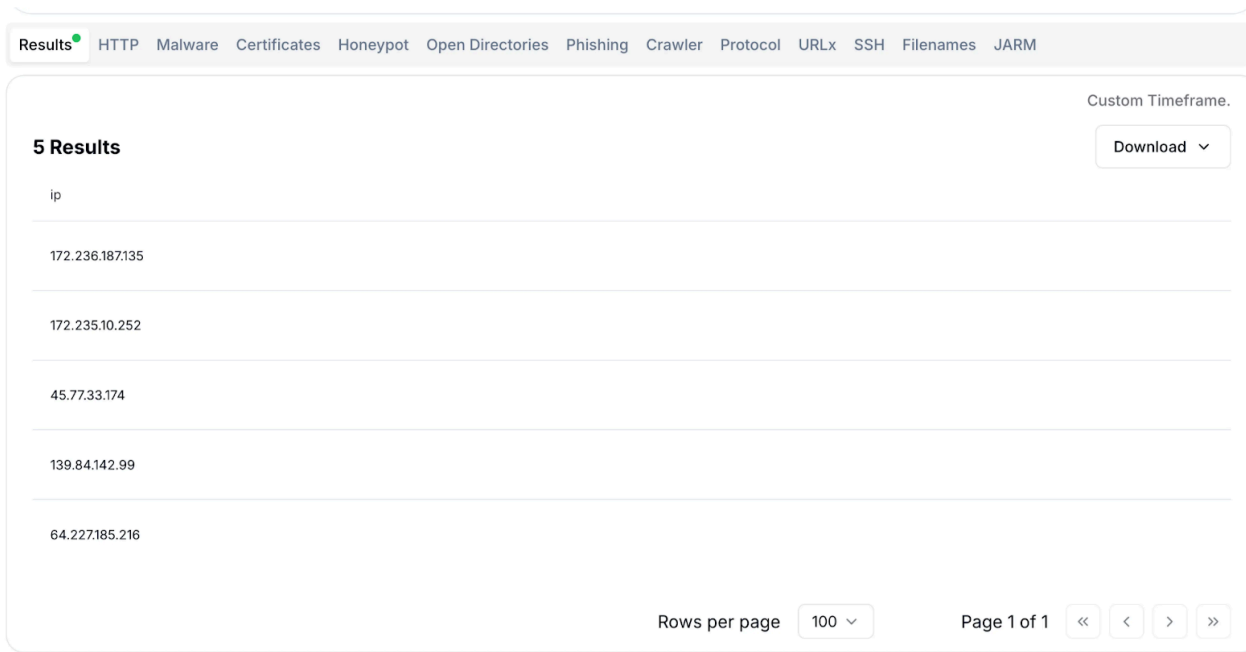 Results HTTP Malware Certificates Honeypot Open Directories Phishing Crawler Protocol URLx SSH Filenames JARM
Custom Timeframe.
5 Results
Download
ip
172.236.187.135
172.235.10.252
45.77.33.174
139.84.142.99
64.227.185.216
Rows per page 100 Page 1 of 1 « < > »